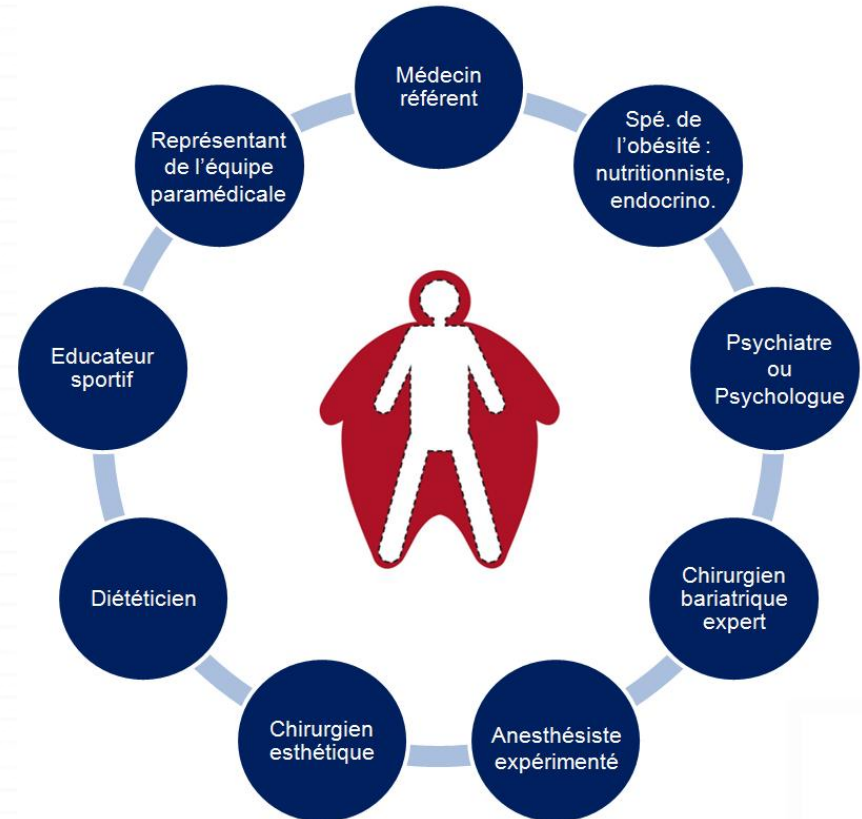 Médecin
référent
Spé. de
l’obésité :
nutritionniste,
endocrino.
Psychiatre
ou
Psychologue
Chirurgien
bariatrique
expert
Anesthésiste
expérimenté
Chirurgien
esthétique
Diététicien
Educateur
sportif
Représentant
de l’équipe
paramédicale